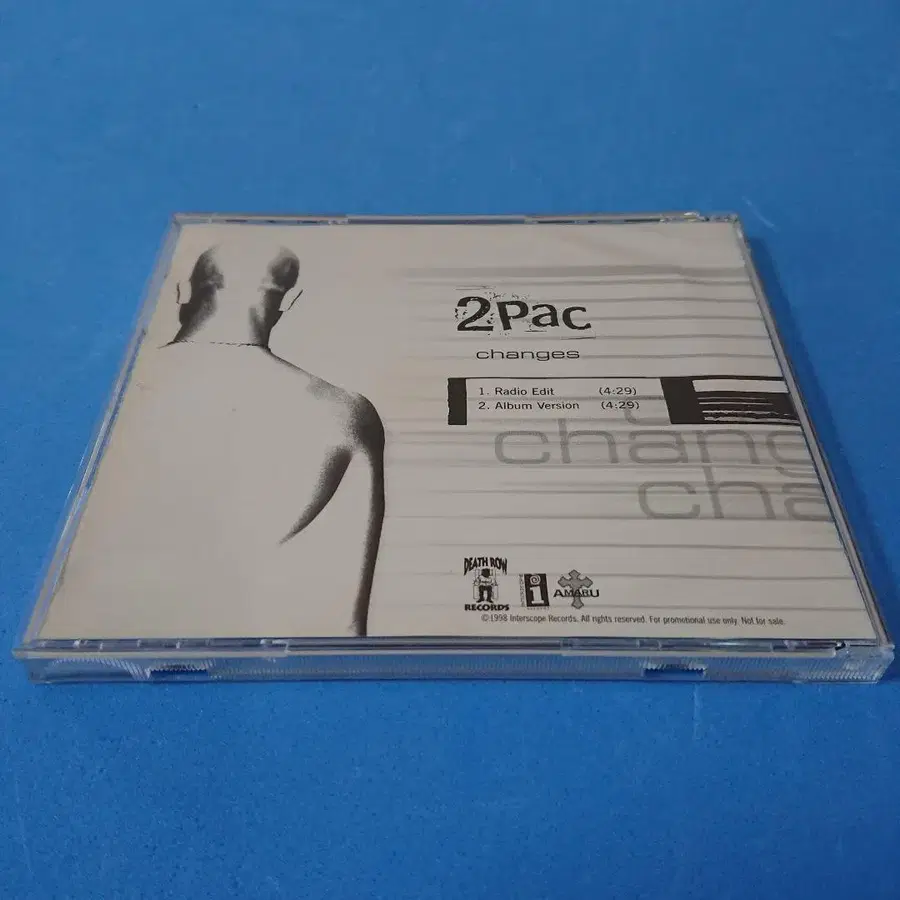 2Pac
changes
1. Radio Edit (4:29)
2. Album Version (4:29)
c
chang
cha
DEATH ROW
RECORDS
i
AMARU
©1998 Interscope Records. All rights reserved. For promotional use only. Not for sale.